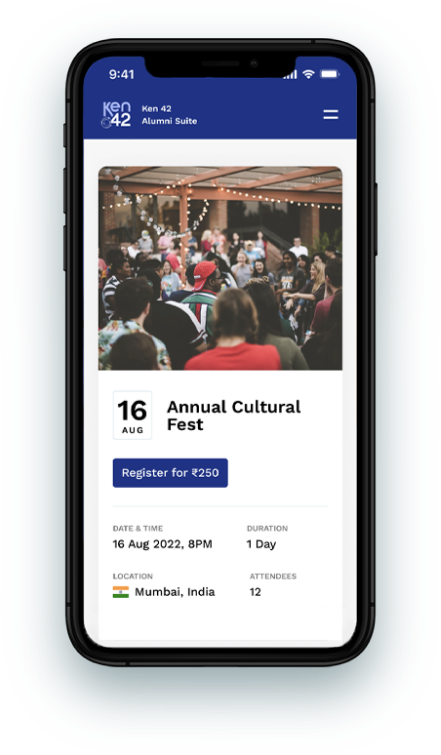 9:41
Ken
42
Ken 42
Alumni Suite
16
AUG
Annual Cultural
Fest
Register for ₹250
DATE & TIME
DURATION
16 Aug 2022, 8PM
1 Day
LOCATION
ATTENDEES
Mumbai, India
12